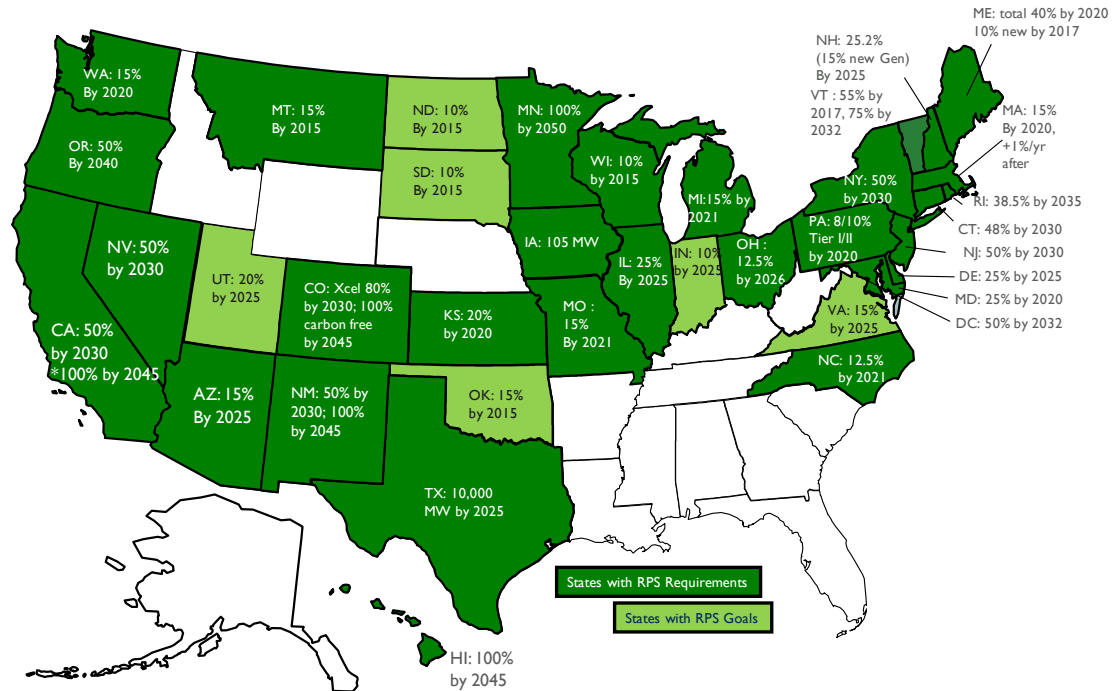 ME: total 40% by 2020
10% new by 2017
NH: 25.2%
(15% new Gen)
By 2025
VT : 55% by
2017, 75% by
2032
MA: 15%
By 2020,
+1%/yr
after
WA: 15%
By 2020
MT: 15%
By 2015
ND: 10%
By 2015
MN: 100%
by 2050
OR: 50%
By 2040
SD: 10%
By 2015
WI: 10%
by 2015
MI:15% by
2021
NY: 50%
by 2030
RI: 38.5% by 2035
CT: 48% by 2030
NJ: 50% by 2030
DE: 25% by 2025
MD: 25% by 2020
DC: 50% by 2032
PA: 8/10%
Tier I/II
by 2020
NV: 50%
by 2030
UT: 20%
by 2025
CO: Xcel 80%
by 2030; 100%
carbon free
by 2045
IA: 105 MW
IL: 25%
By 2025
IN: 10%
by 2025
OH :
12.5%
by 2026
KS: 20%
by 2020
MO :
15%
By 2021
VA: 15%
by 2025
CA: 50%
by 2030
*100% by 2045
AZ: 15%
By 2025
NM: 50% by
2030; 100%
by 2045
OK: 15%
by 2015
NC: 12.5%
by 2021
TX: 10,000
MW by 2025
States with RPS Requirements
States with RPS Goals
HI: 100%
by 2045